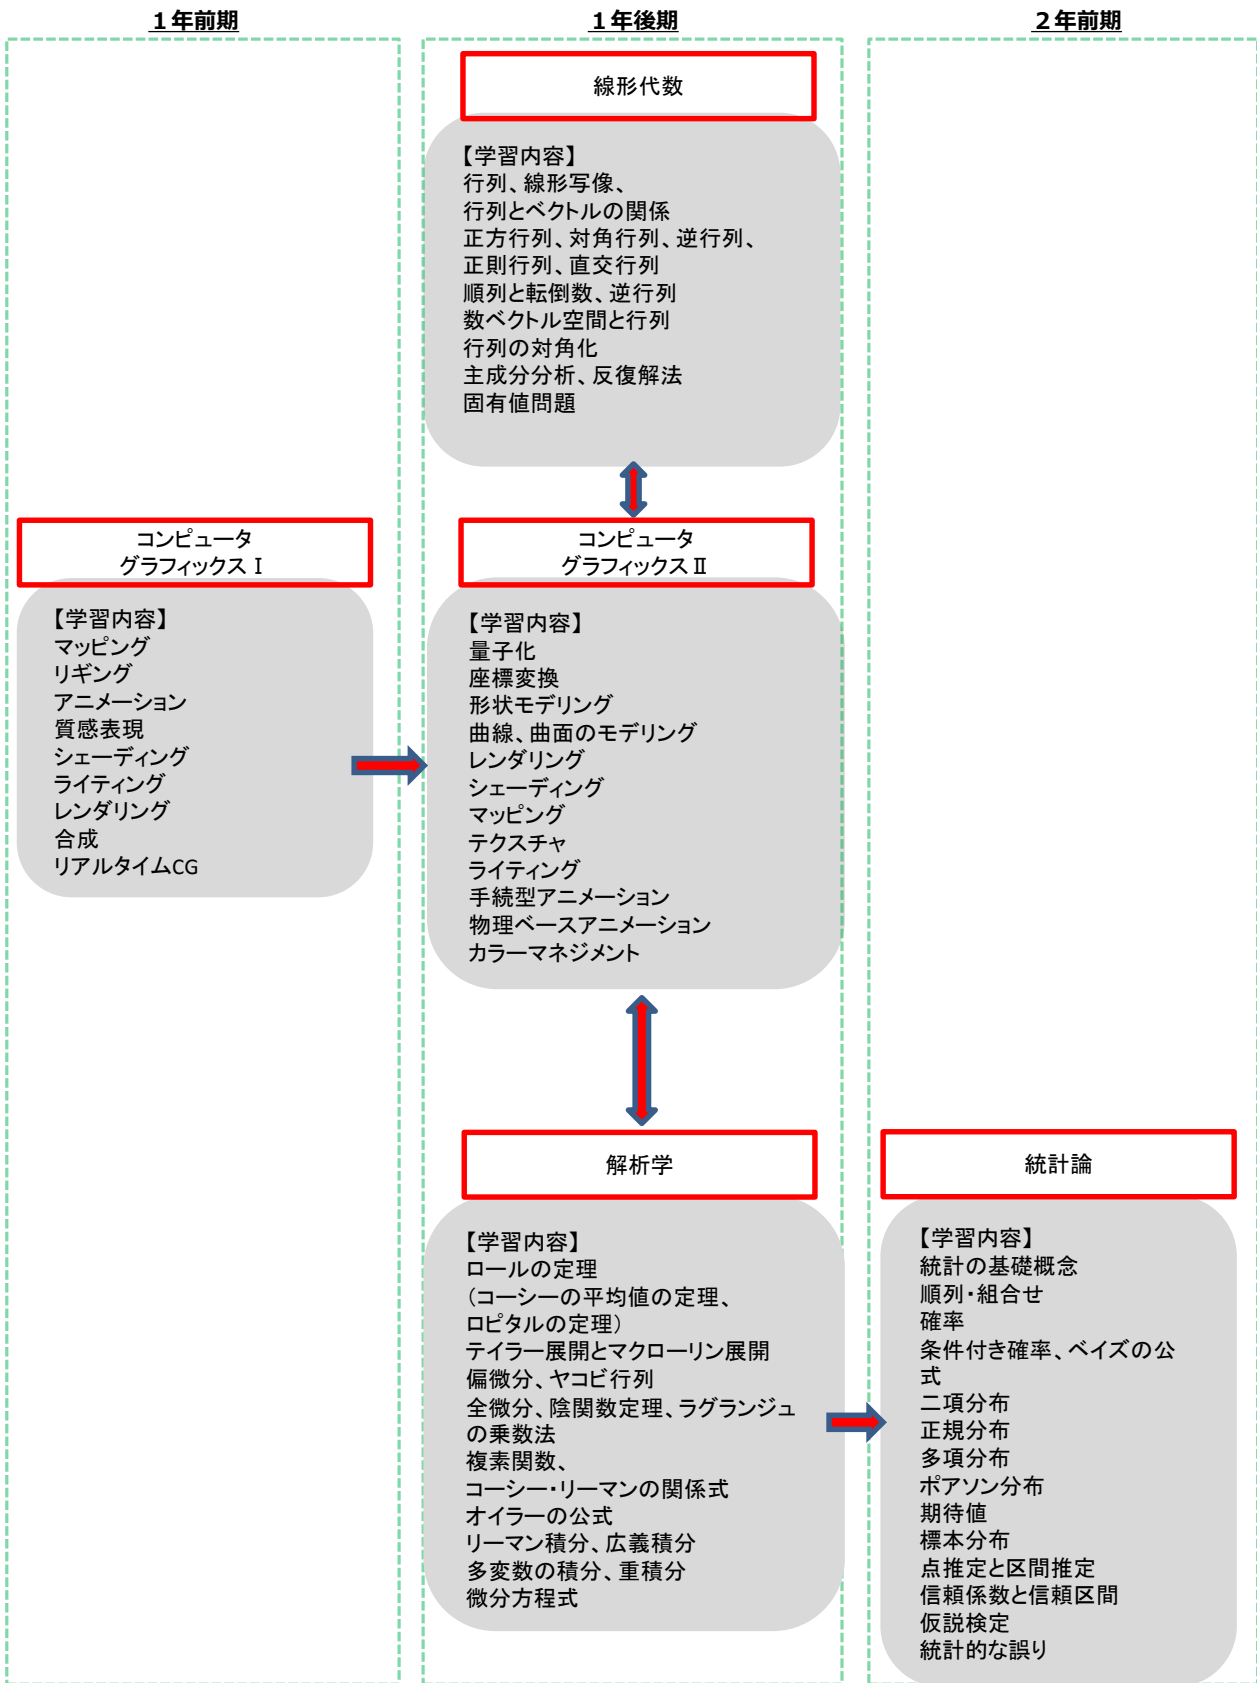 １年前期
１年後期
２年前期
線形代数
【学習内容】
行列、線形写像、
行列とベクトルの関係
正方行列、対角行列、逆行列、
正則行列、直交行列
順列と転倒数、逆行列
数ベクトル空間と行列
行列の対角化
主成分分析、反復解法
固有値問題
コンピュータ
グラフィックスⅠ
【学習内容】
マッピング
リギング
アニメーション
質感表現
シェーディング
ライティング
レンダリング
合成
リアルタイムCG
コンピュータ
グラフィックスⅡ
【学習内容】
量子化
座標変換
形状モデリング
曲線、曲面のモデリング
レンダリング
シェーディング
マッピング
テクスチャ
ライティング
手続型アニメーション
物理ベースアニメーション
カラーマネジメント
解析学
【学習内容】
ロールの定理
（コーシーの平均値の定理、
ロピタルの定理）
テイラー展開とマクローリン展開
偏微分、ヤコビ行列
全微分、陰関数定理、ラグランジュ
の乗数法
複素関数、
コーシー・リーマンの関係式
オイラーの公式
リーマン積分、広義積分
多変数の積分、重積分
微分方程式
統計論
【学習内容】
統計の基礎概念
順列・組合せ
確率
条件付き確率、ベイズの公
式
二項分布
正規分布
多項分布
ポアソン分布
期待値
標本分布
点推定と区間推定
信頼係数と信頼区間
仮説検定
統計的な誤り